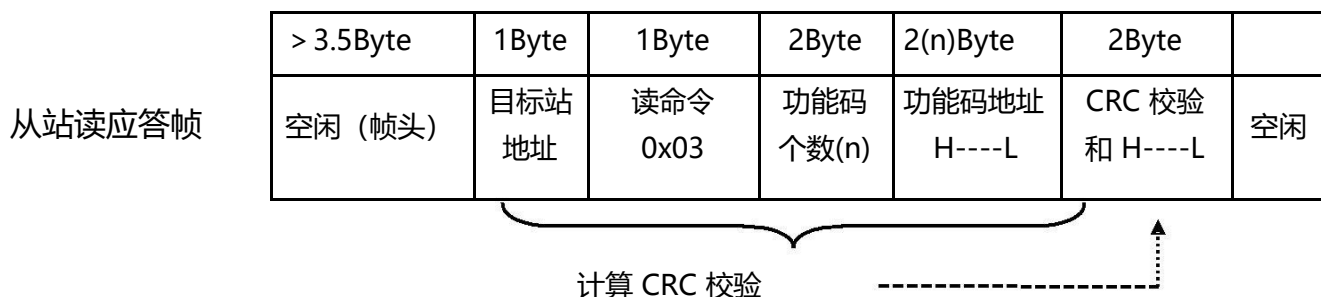 ＞3.5Byte
1Byte
1Byte
2Byte
2(n)Byte
2Byte
从站读应答帧
空闲（帧头）
目标站
地址
读命令
0x03
功能码
个数(n)
功能码地址
H----L
CRC 校验
和 H----L
空闲
计算 CRC 校验